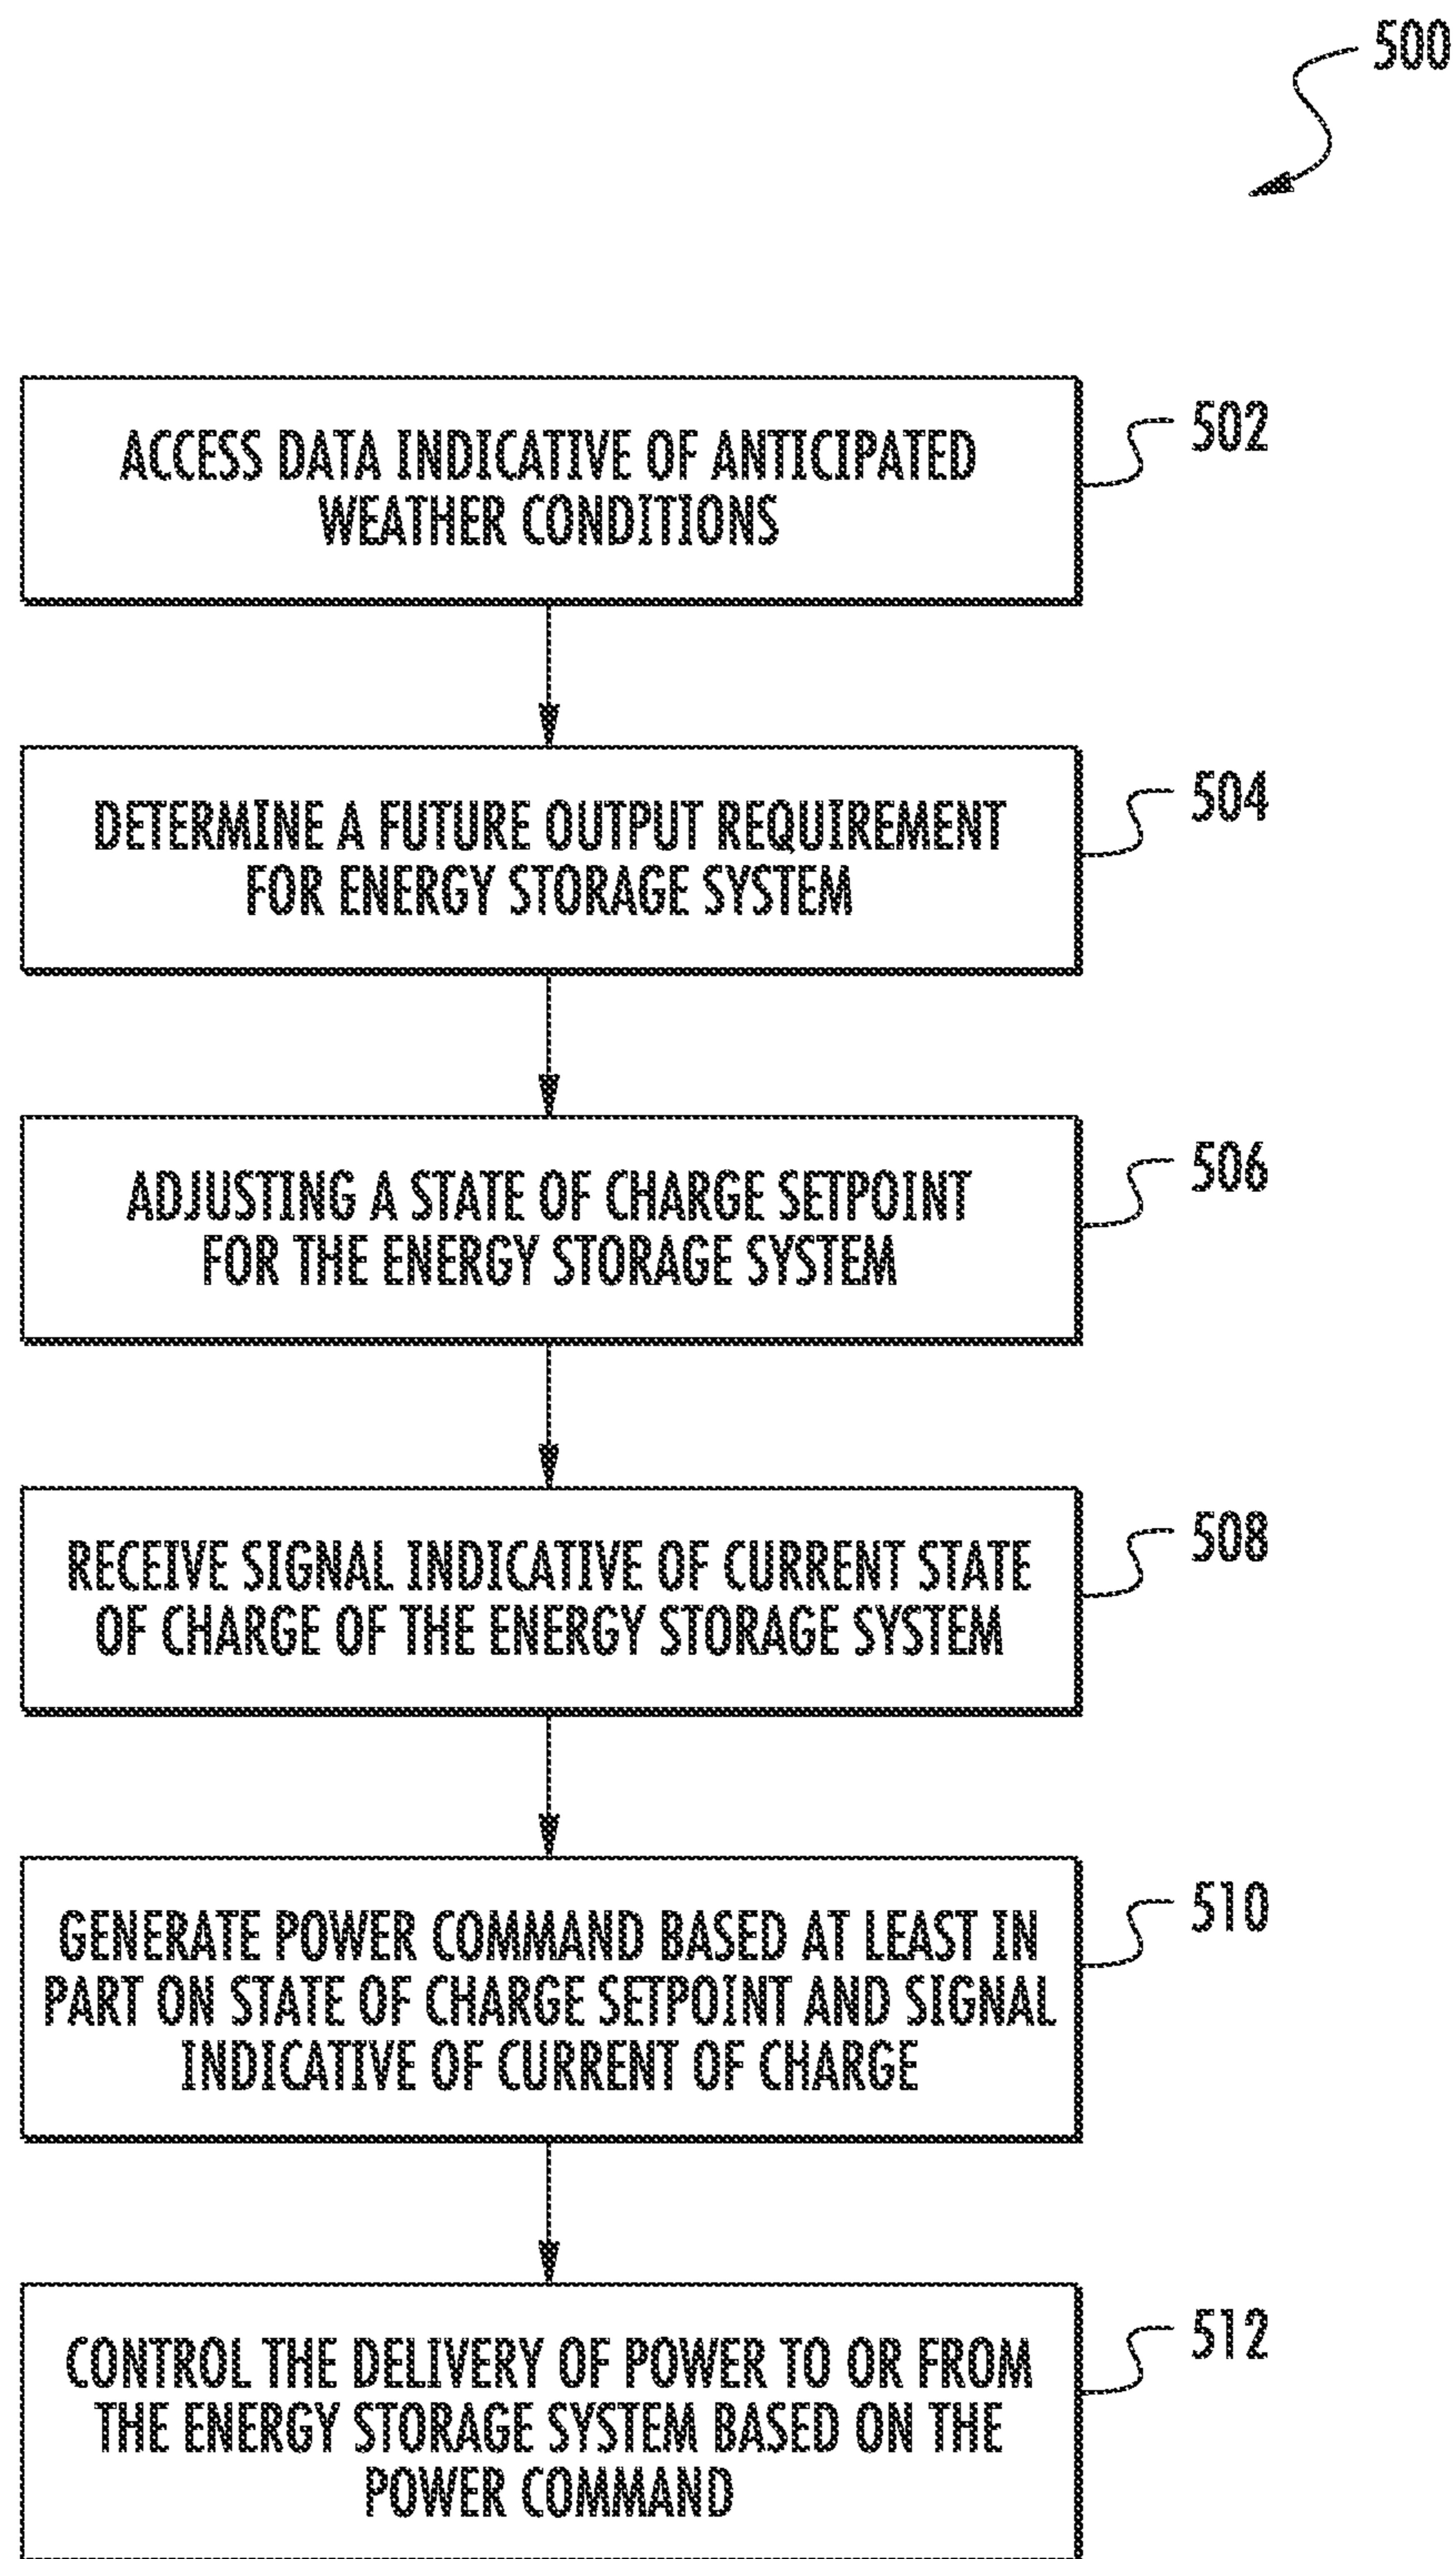 500
ACCESS DATA INDICATIVE OF ANTICIPATED
WEATHER CONDITIONS
502
DETERMINE A FUTURE OUTPUT REQUIREMENT
FOR ENERGY STORAGE SYSTEM
504
ADJUSTING A STATE OF CHARGE SETPOINT
FOR THE ENERGY STORAGE SYSTEM
506
RECEIVE SIGNAL INDICATIVE OF CURRENT STATE
OF CHARGE OF THE ENERGY STORAGE SYSTEM
508
GENERATE POWER COMMAND BASED AT LEAST IN
PART ON STATE OF CHARGE SETPOINT AND SIGNAL
INDICATIVE OF CURRENT OF CHARGE
510
CONTROL THE DELIVERY OF POWER TO OR FROM
THE ENERGY STORAGE SYSTEM BASED ON THE
POWER COMMAND
512